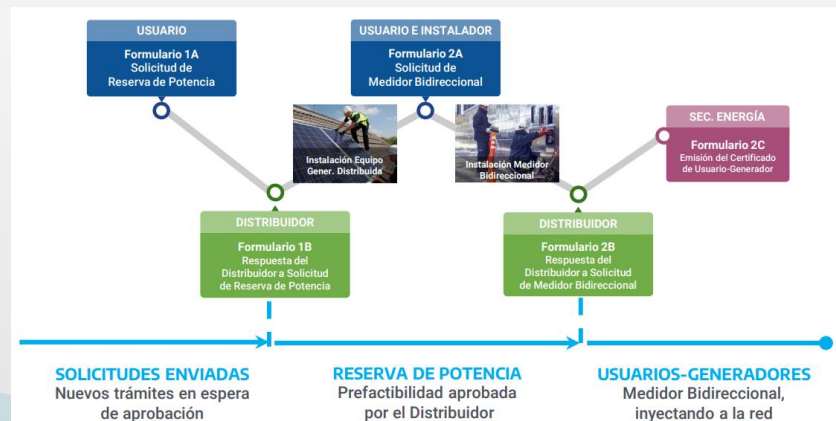 USUARIO
Formulario 1A
Solicitud de
Reserva de Potencia
USUARIO E INSTALADOR
Formulario 2A
Solicitud de
Medidor Bidireccional
SEC. ENERGÍA
Formulario 2C
Emisión del Certificado
de Usuario-Generador
Instalación Equipo
Gener. Distribuida
Instalación Medidor
Bidireccional
DISTRIBUIDOR
Formulario 1B
Respuesta del
Distribuidor a Solicitud
de Reserva de Potencia
DISTRIBUIDOR
Formulario 2B
Respuesta del
Distribuidor a Solicitud
de Medidor Bidireccional
SOLICITUDES ENVIADAS
Nuevos trámites en espera
de aprobación
RESERVA DE POTENCIA
Prefactibilidad aprobada
por el Distribuidor
USUARIOS-GENERADORES
Medidor Bidireccional,
inyectando a la red